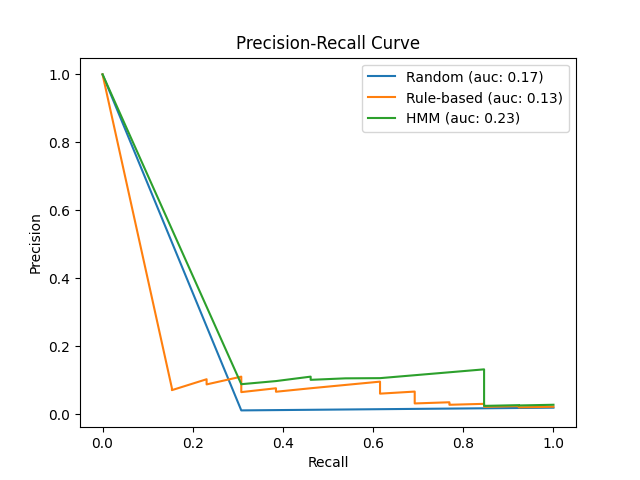 Precision-Recall Curve
Random (auc: 0.17)
Rule-based (auc: 0.13)
HMM (auc: 0.23)
Precision
1.0
0.8
0.6
0.4
0.2
0.0
0.0 0.2 0.4 0.6 0.8 1.0
Recall